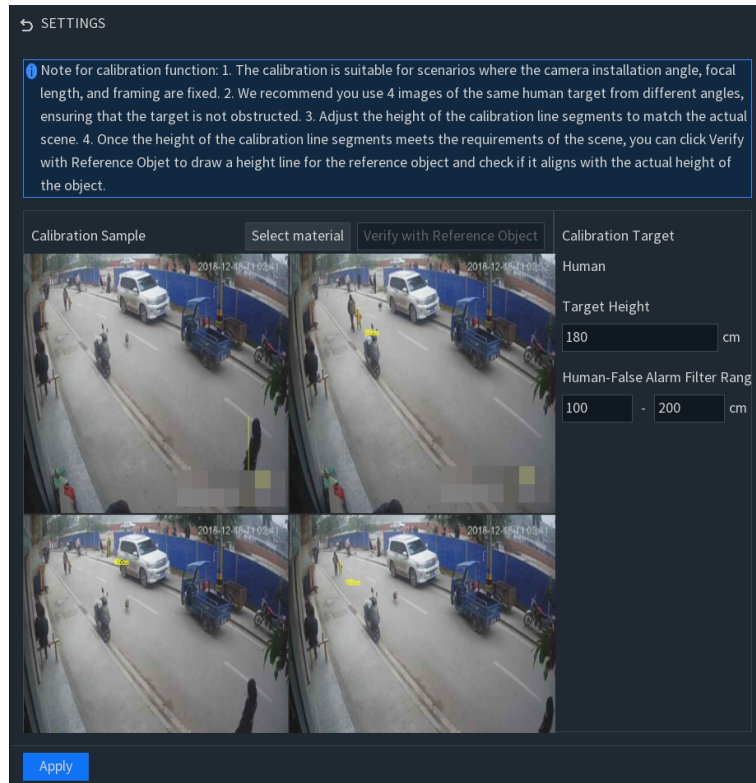 SETTINGS
Note for calibration function: 1. The calibration is suitable for scenarios where the camera installation angle, focal
length, and framing are fixed. 2. We recommend you use 4 images of the same human target from different angles,
ensuring that the target is not obstructed. 3. Adjust the height of the calibration line segments to match the actual
scene. 4. Once the height of the calibration line segments meets the requirements of the scene, you can click Verify
with Reference Objet to draw a height line for the reference object and check if it aligns with the actual height of
the object.
Calibration Sample
Select material
Verify with Reference Object
Calibration Target
Human
Target Height
180 cm
Human-False Alarm Filter Rang
100 - 200 cm
Apply